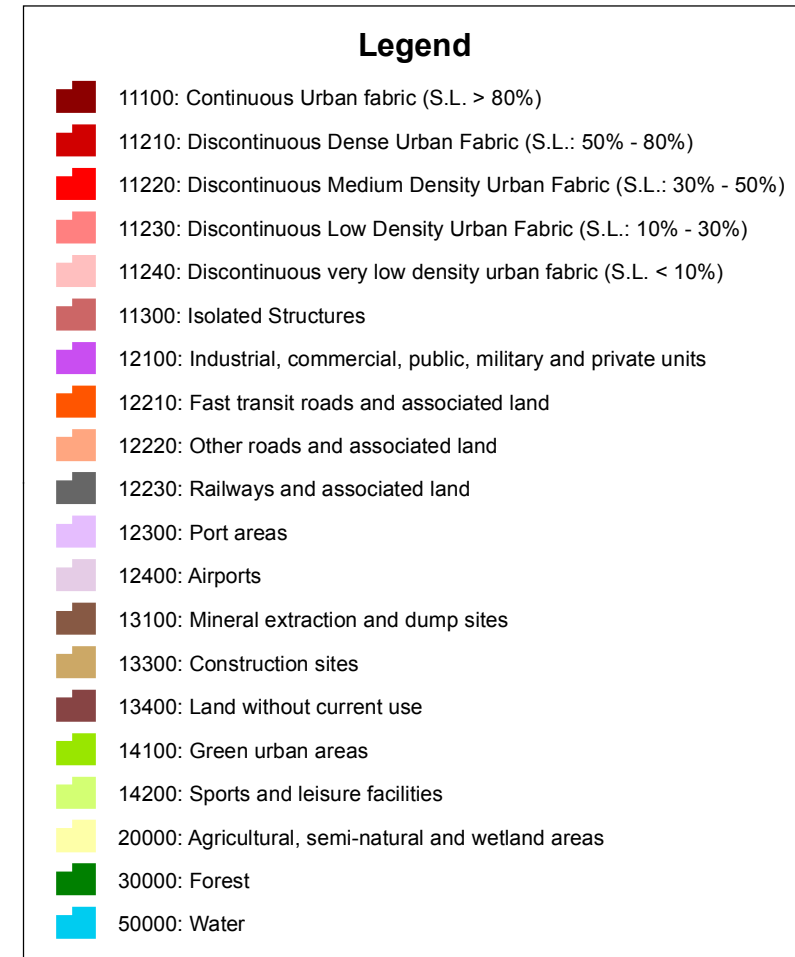 Legend
11100: Continuous Urban fabric (S.L. > 80%)
11210: Discontinuous Dense Urban Fabric (S.L.: 50% - 80%)
11220: Discontinuous Medium Density Urban Fabric (S.L.: 30% - 50%)
11230: Discontinuous Low Density Urban Fabric (S.L.: 10% - 30%)
11240: Discontinuous very low density urban fabric (S.L. < 10%)
11300: Isolated Structures
12100: Industrial, commercial, public, military and private units
12210: Fast transit roads and associated land
12220: Other roads and associated land
12230: Railways and associated land
12300: Port areas
12400: Airports
13100: Mineral extraction and dump sites
13300: Construction sites
13400: Land without current use
14100: Green urban areas
14200: Sports and leisure facilities
20000: Agricultural, semi-natural and wetland areas
30000: Forest
50000: Water